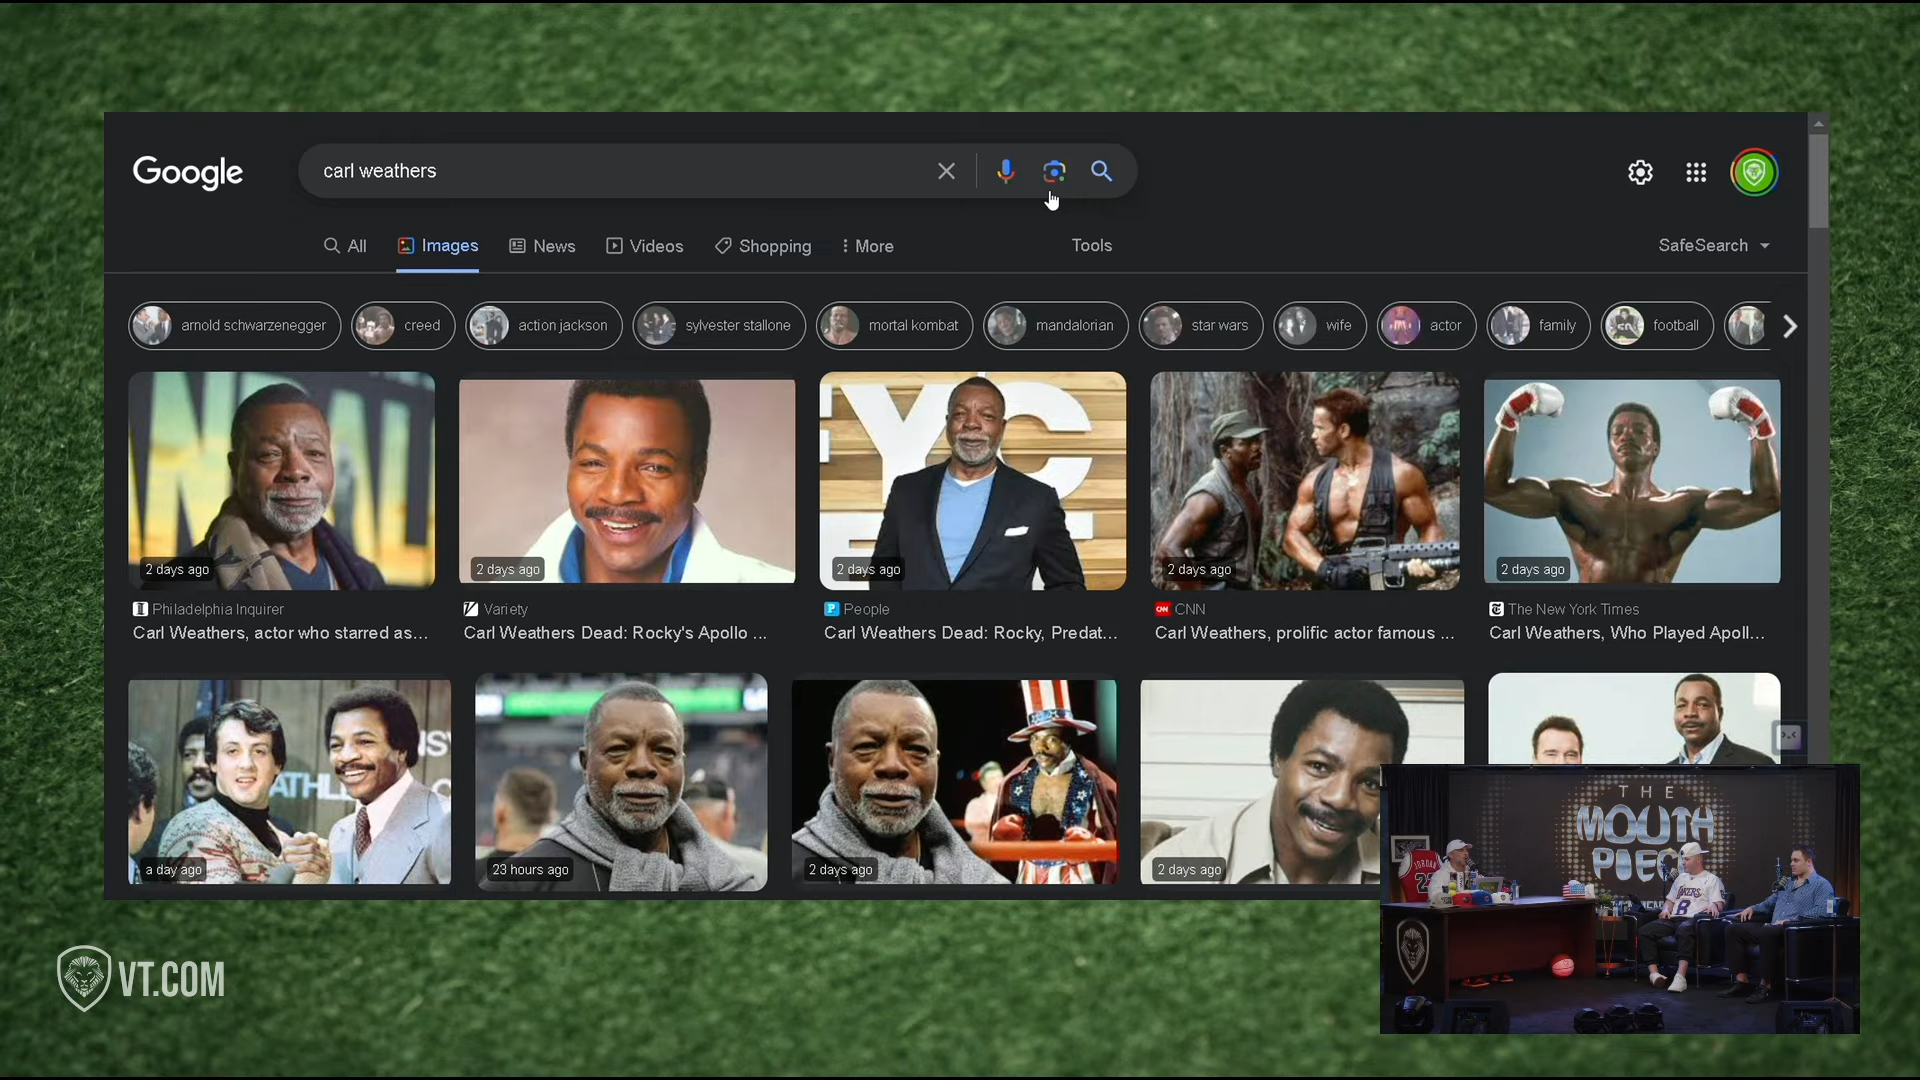 Google
carl weathers
All Images News Videos Shopping More Tools SafeSearch
arnold schwarzenegger creed action jackson sylvester stallone mortal kombat mandalorian star wars wife actor family football
2 days ago 2 days ago 2 days ago 2 days ago 2 days ago
Philadelphia Inquirer Variety People CNN The New York Times
Carl Weathers, actor who starred as... Carl Weathers Dead: Rocky's Apollo ... Carl Weathers Dead: Rocky, Predat... Carl Weathers, prolific actor famous ... Carl Weathers, Who Played Apoll...
a day ago 23 hours ago 2 days ago 2 days ago
THE
MOUTH
PIECE
JORDAN
LAKERS
8
VT.COM